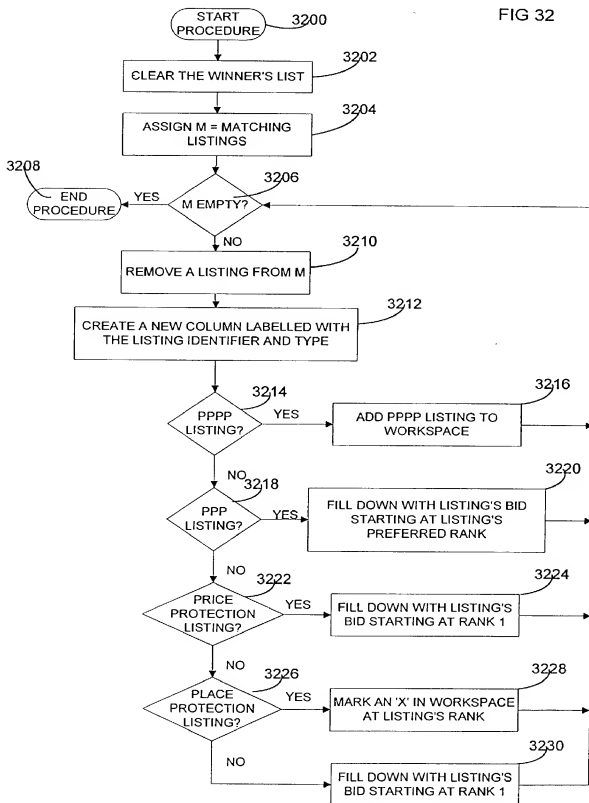 FIG 32
START
PROCEDURE
3200
3202
CLEAR THE WINNER'S LIST
3204
ASSIGN M = MATCHING
LISTINGS
3208
END
PROCEDURE
YES
3206
M EMPTY?
NO
3210
REMOVE A LISTING FROM M
3212
CREATE A NEW COLUMN LABELLED WITH
THE LISTING IDENTIFIER AND TYPE
3214
PPPP
LISTING?
YES
3216
ADD PPPP LISTING TO
WORKSPACE
NO
3218
PPP
LISTING?
YES
3220
FILL DOWN WITH LISTING'S BID
STARTING AT LISTING'S
PREFERRED RANK
NO
3222
PRICE
PROTECTION
LISTING?
YES
3224
FILL DOWN WITH LISTING'S
BID STARTING AT RANK 1
NO
3226
PLACE
PROTECTION
LISTING?
YES
3228
MARK AN 'X' IN WORKSPACE
AT LISTING'S RANK
NO
3230
FILL DOWN WITH LISTING'S
BID STARTING AT RANK 1